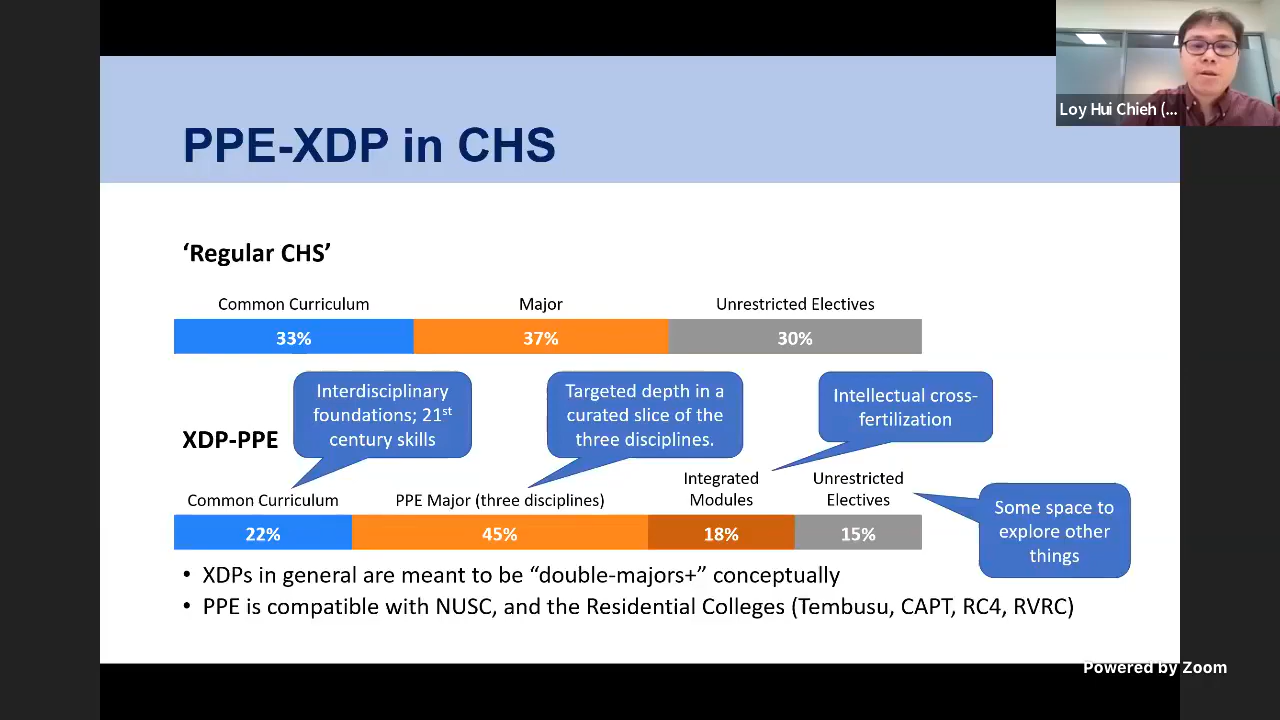 Loy Hui Chieh (...
PPE-XDP in CHS
‘Regular CHS’
Common Curriculum
Major
Unrestricted Electives
33%
37%
30%
Interdisciplinary
foundations; 21st
century skills
Targeted depth in a
curated slice of the
three disciplines.
Intellectual cross-
fertilization
XDP-PPE
Common Curriculum
PPE Major (three disciplines)
Integrated
Modules
Unrestricted
Electives
Some space to
explore other
things
22%
45%
18%
15%
• XDPs in general are meant to be “double-majors+” conceptually
• PPE is compatible with NUSC, and the Residential Colleges (Tembusu, CAPT, RC4, RVRC)
Powered by Zoom